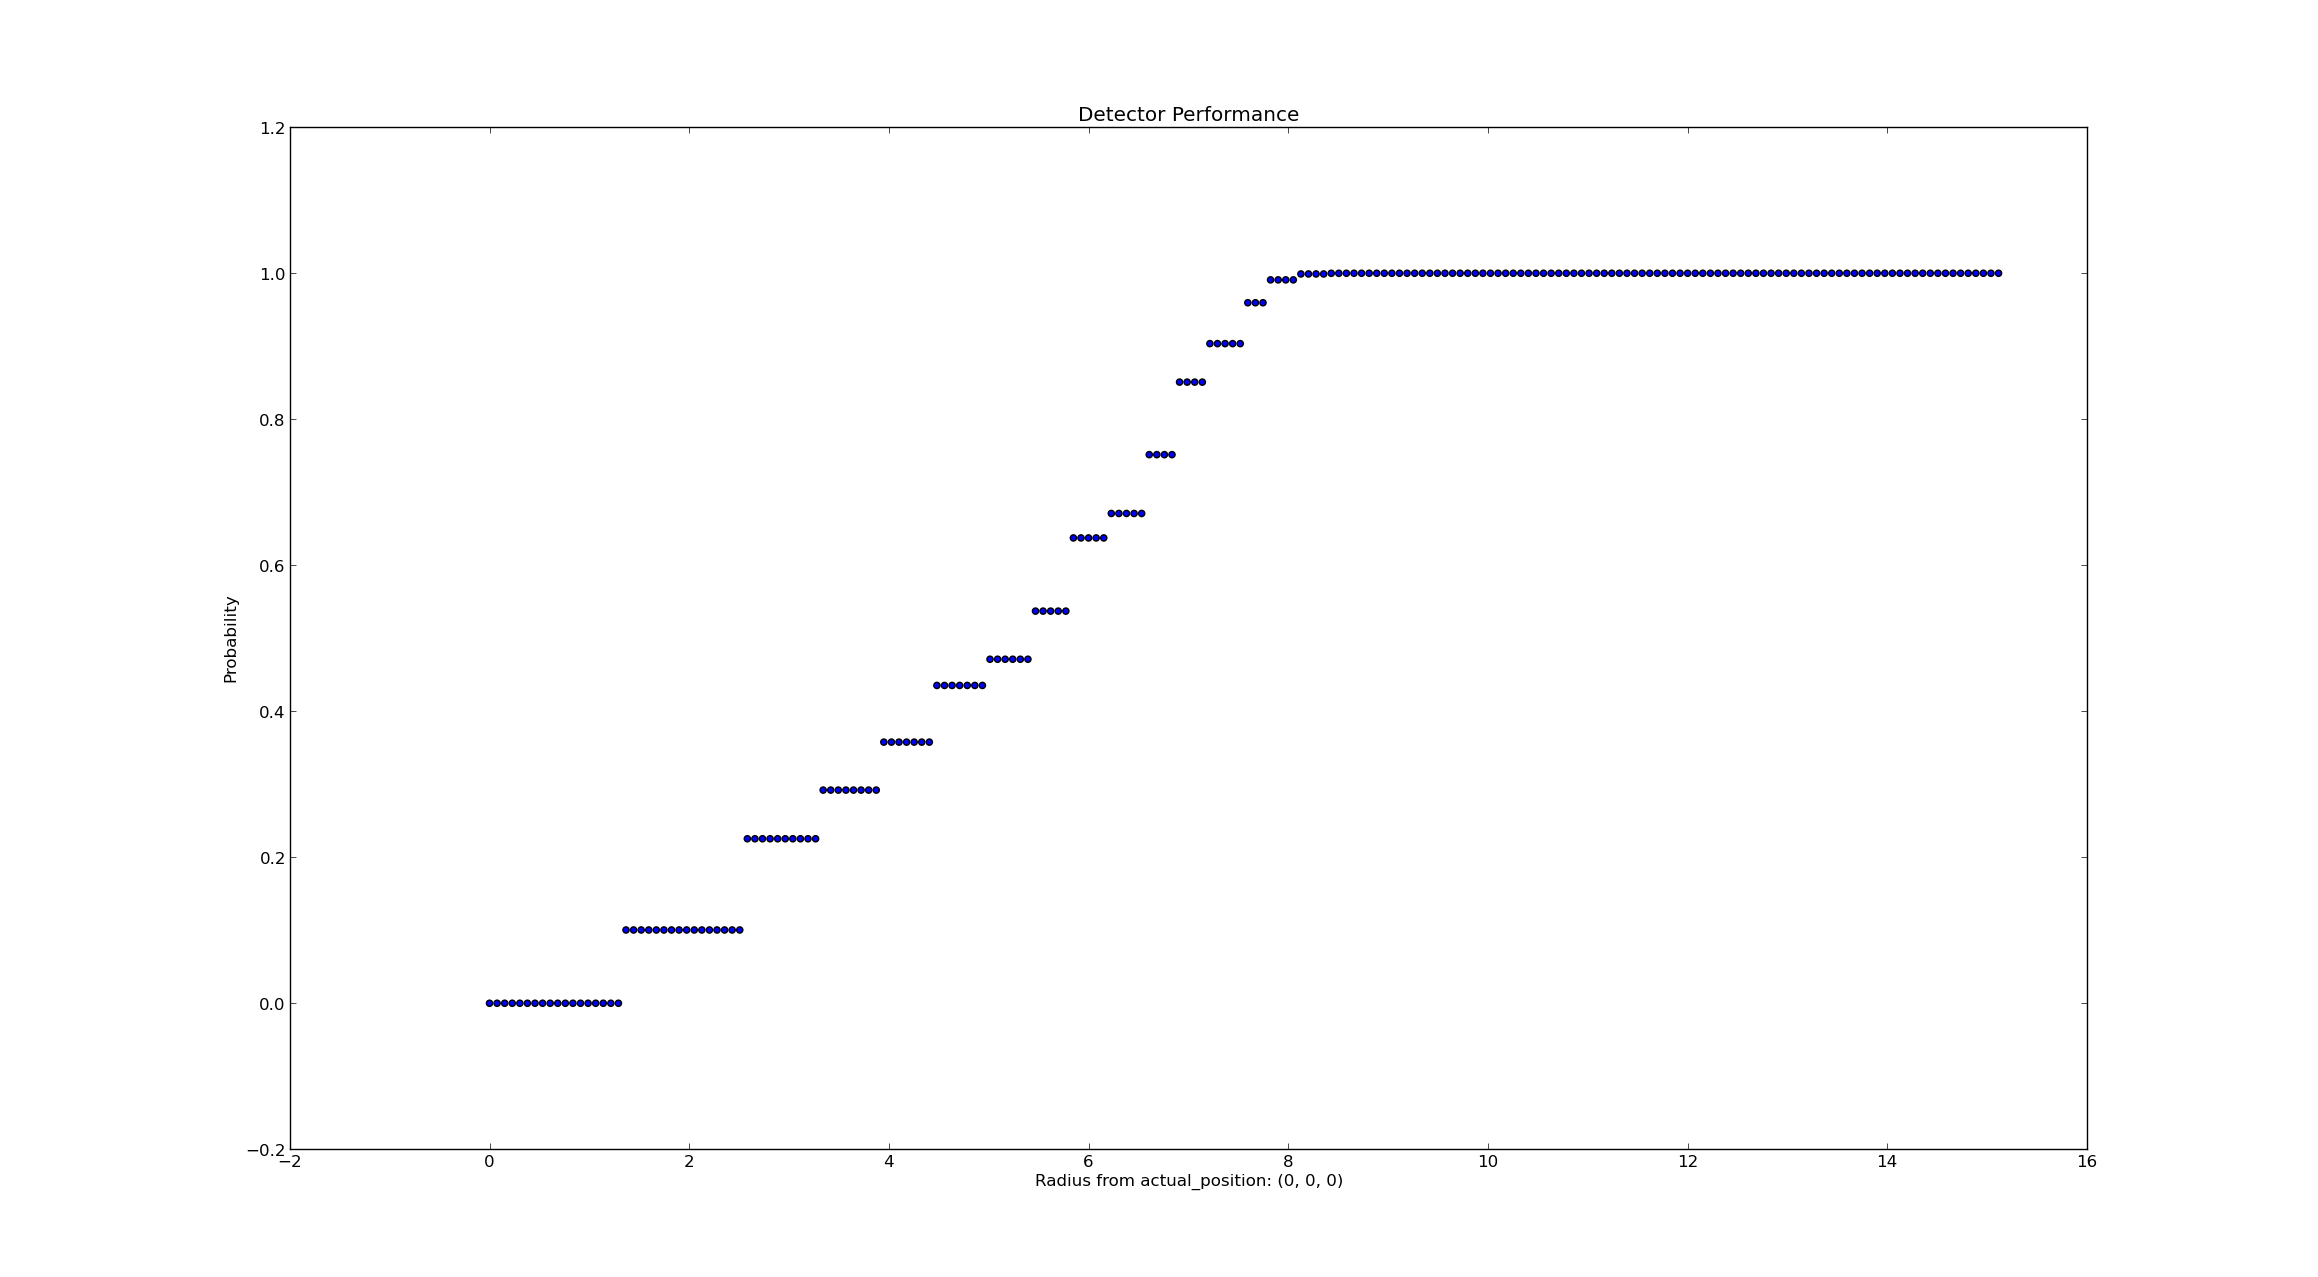 Detector Performance
1.2
1.0
0.8
0.6
0.4
0.2
0.0
−0.2
Probability
−2 0 2 4 6 8 10 12 14 16
Radius from actual_position: (0, 0, 0)